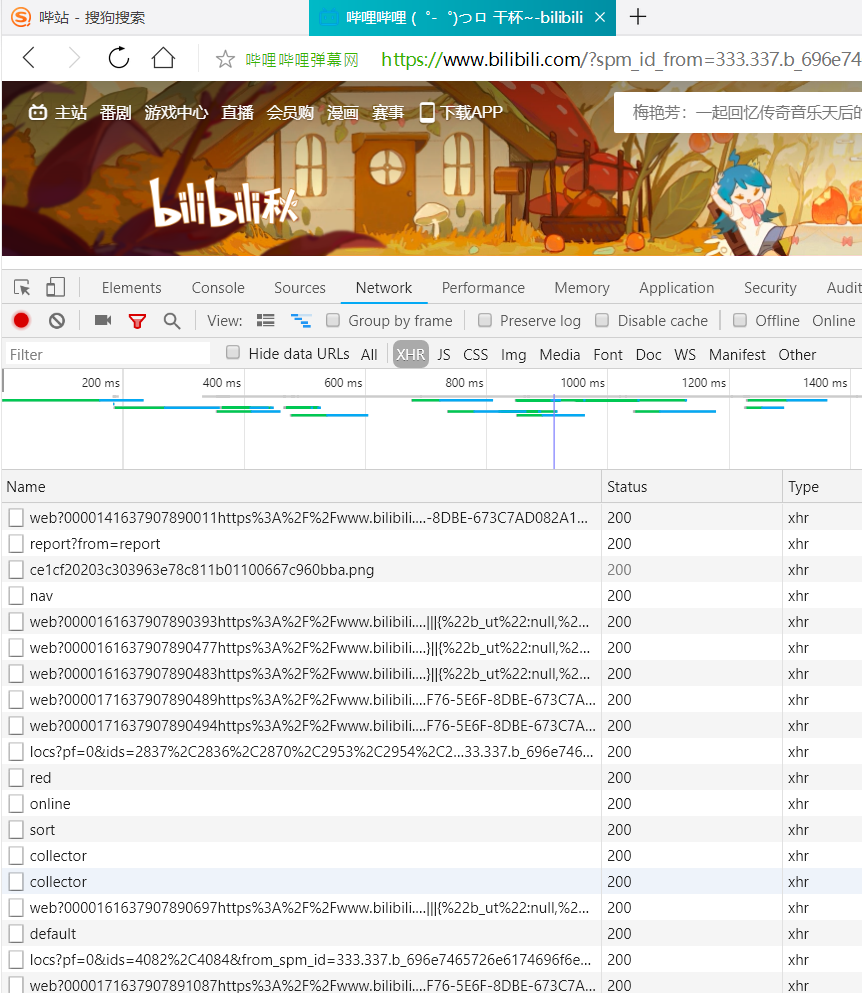 哔站 - 搜狗搜索
哔哩哔哩 ( ゜- ゜)つロ 干杯~-bilibili
哔哩哔哩弹幕网 https://www.bilibili.com/?spm_id_from=333.337.b_696e74
主站 番剧 游戏中心 直播 会员购 漫画 赛事 下载APP
梅艳芳：一起回忆传奇音乐天后的
bilibili秋
Elements Console Sources Network Performance Memory Application Security Audit
View: Group by frame Preserve log Disable cache Offline Online
Filter Hide data URLs All XHR JS CSS Img Media Font Doc WS Manifest Other
200 ms 400 ms 600 ms 800 ms 1000 ms 1200 ms 1400 ms
Name Status Type
web?0000141637907890011https%3A%2F%2Fwww.bilibili....-8DBE-673C7AD082A1... 200 xhr
report?from=report 200 xhr
ce1cf20203c303963e78c811b01100667c960bba.png 200 xhr
nav 200 xhr
web?0000161637907890393https%3A%2F%2Fwww.bilibili....|||{%22b_ut%22:null,%2... 200 xhr
web?0000161637907890477https%3A%2F%2Fwww.bilibili....}||{%22b_ut%22:null,%2... 200 xhr
web?0000161637907890483https%3A%2F%2Fwww.bilibili....}||{%22b_ut%22:null,%2... 200 xhr
web?0000171637907890489https%3A%2F%2Fwww.bilibili....F76-5E6F-8DBE-673C7A... 200 xhr
web?0000171637907890494https%3A%2F%2Fwww.bilibili....F76-5E6F-8DBE-673C7A... 200 xhr
locs?pf=0&ids=2837%2C2836%2C2870%2C2953%2C2954%2C2...33.337.b_696e746... 200 xhr
red 200 xhr
online 200 xhr
sort 200 xhr
collector 200 xhr
collector 200 xhr
web?0000161637907890697https%3A%2F%2Fwww.bilibili....|||{%22b_ut%22:null,%2... 200 xhr
default 200 xhr
locs?pf=0&ids=4082%2C4084&from_spm_id=333.337.b_696e7465726e6174696f6e... 200 xhr
web?0000171637907891087https%3A%2F%2Fwww.bilibili....F76-5E6F-8DBE-673C7A... 200 xhr